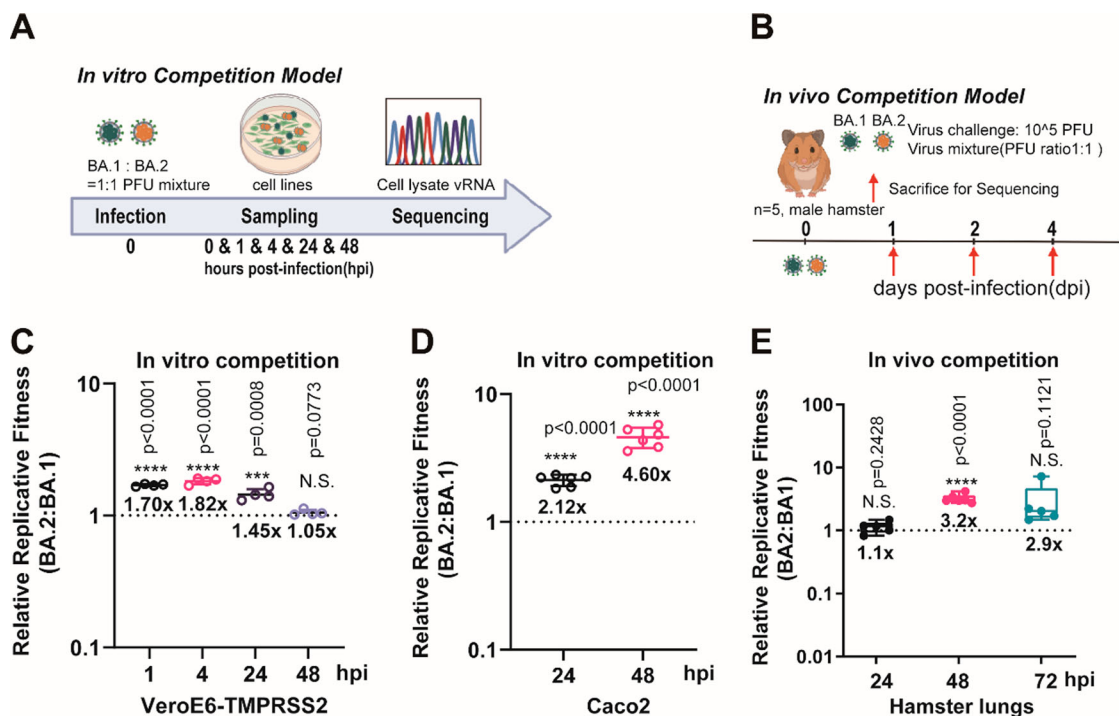 A
In vitro Competition Model
BA.1 : BA.2
=1:1 PFU mixture
cell lines
Cell lysate vRNA
Infection
Sampling
Sequencing
0
0 & 1 & 4 & 24 & 48
hours post-infection(hpi)
B
In vivo Competition Model
BA.1 BA.2
Virus challenge: 10^5 PFU
Virus mixture(PFU ratio1:1 )
Sacrifice for Sequencing
n=5, male hamster
0
1
2
4
days post-infection(dpi)
C
In vitro competition
Relative Replicative Fitness
(BA.2:BA.1)
10
1
0.1
p<0.0001
p<0.0001
p=0.0008
p=0.0773
****
****
***
N.S.
1.70x
1.82x
1.45x
1.05x
1
4
24
48
hpi
VeroE6-TMPRSS2
D
In vitro competition
Relative Replicative Fitness
(BA.2:BA.1)
10
1
0.1
p<0.0001
p<0.0001
****
****
2.12x
4.60x
24
48
hpi
Caco2
E
In vivo competition
Relative Replicative Fitness
(BA2:BA1)
100
10
1
0.1
0.01
p=0.2428
p<0.0001
p=0.1121
N.S.
****
N.S.
1.1x
3.2x
2.9x
24
48
72
hpi
Hamster lungs